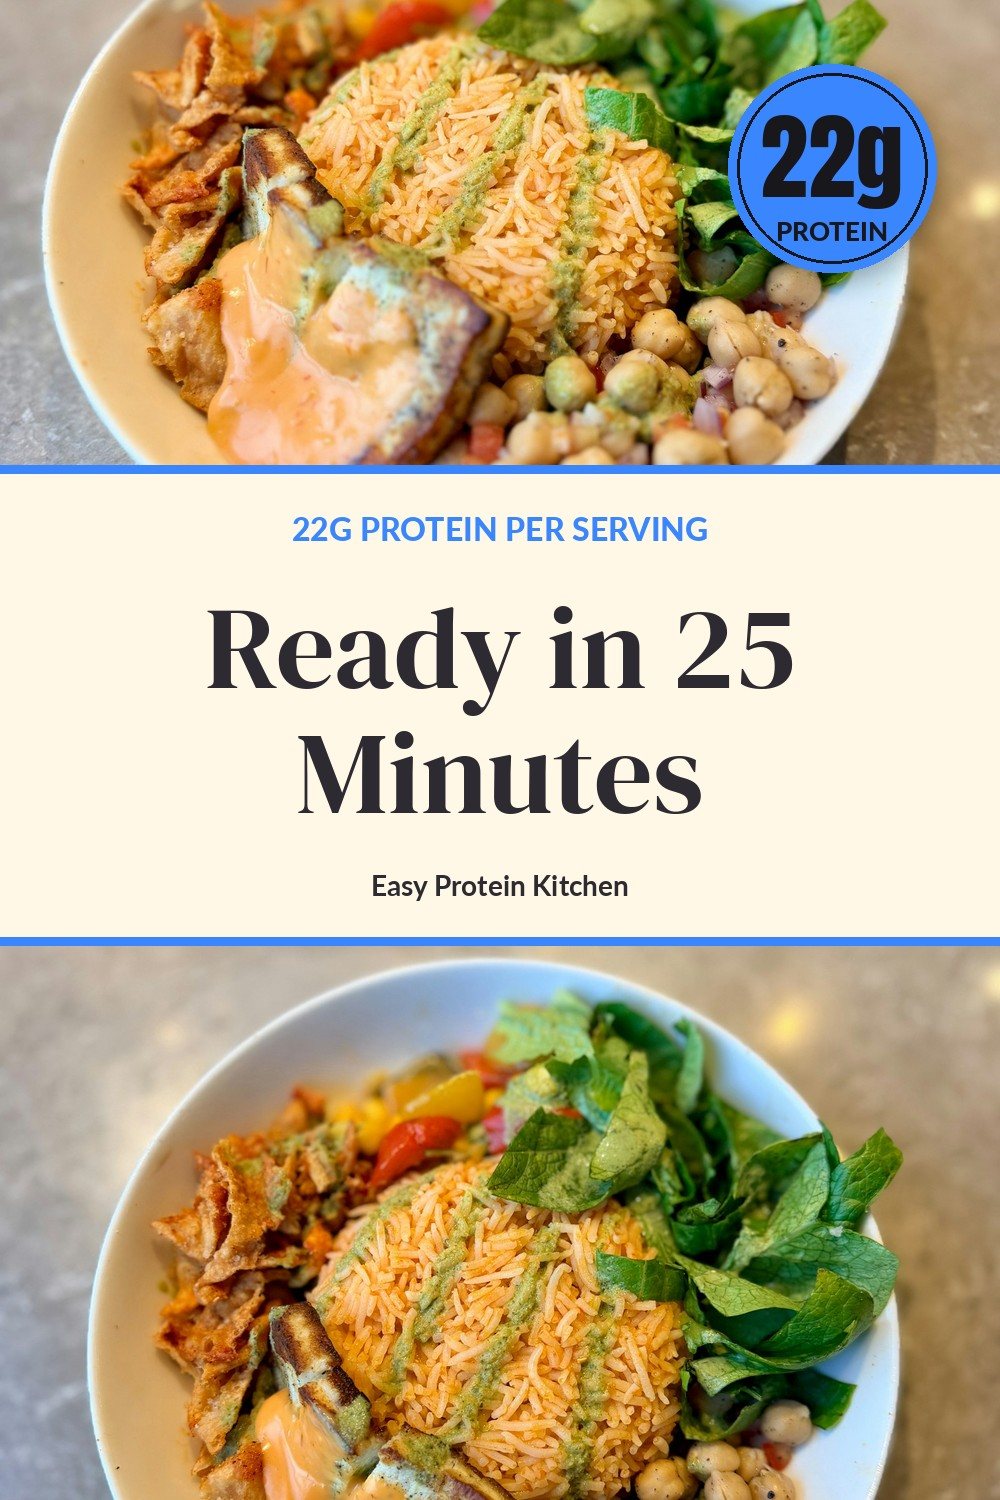 22g
PROTEIN
22G PROTEIN PER SERVING
Ready in 25
Minutes
Easy Protein Kitchen